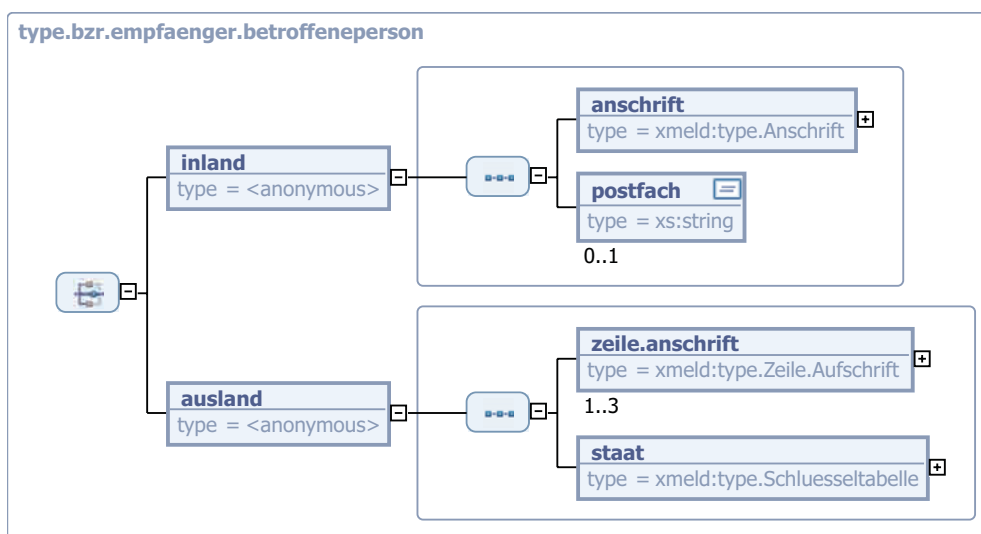 type.bzr.empfaenger.betroffeneperson
inland
type = <anonymous>
anschrift
type = xmeld:type.Anschrift
postfach
type = xs:string
0..1
ausland
type = <anonymous>
zeile.anschrift
type = xmeld:type.Zeile.Aufschrift
1..3
staat
type = xmeld:type.Schluesseltabelle